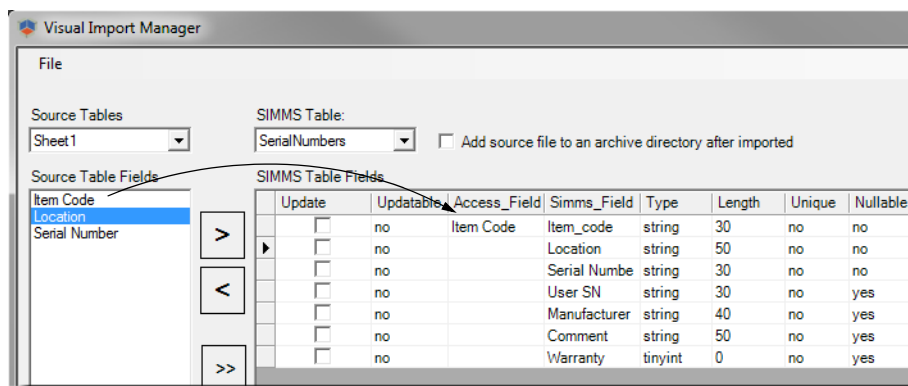 Visual Import Manager
File
Source Tables
SIMMS Table:
Sheet1
SerialNumbers
Add source file to an archive directory after imported
Source Table Fields
SIMMS Table Fields
Item Code
Location
Serial Number
>
<
>>
Update Updatable Access_Field Simms_Field Type Length Unique Nullable
no Item Code Item_code string 30 no no
no Location string 50 no no
no Serial Numbe string 30 no no
no User SN string 30 no yes
no Manufacturer string 40 no yes
no Comment string 50 no yes
no Warranty tinyint 0 no yes